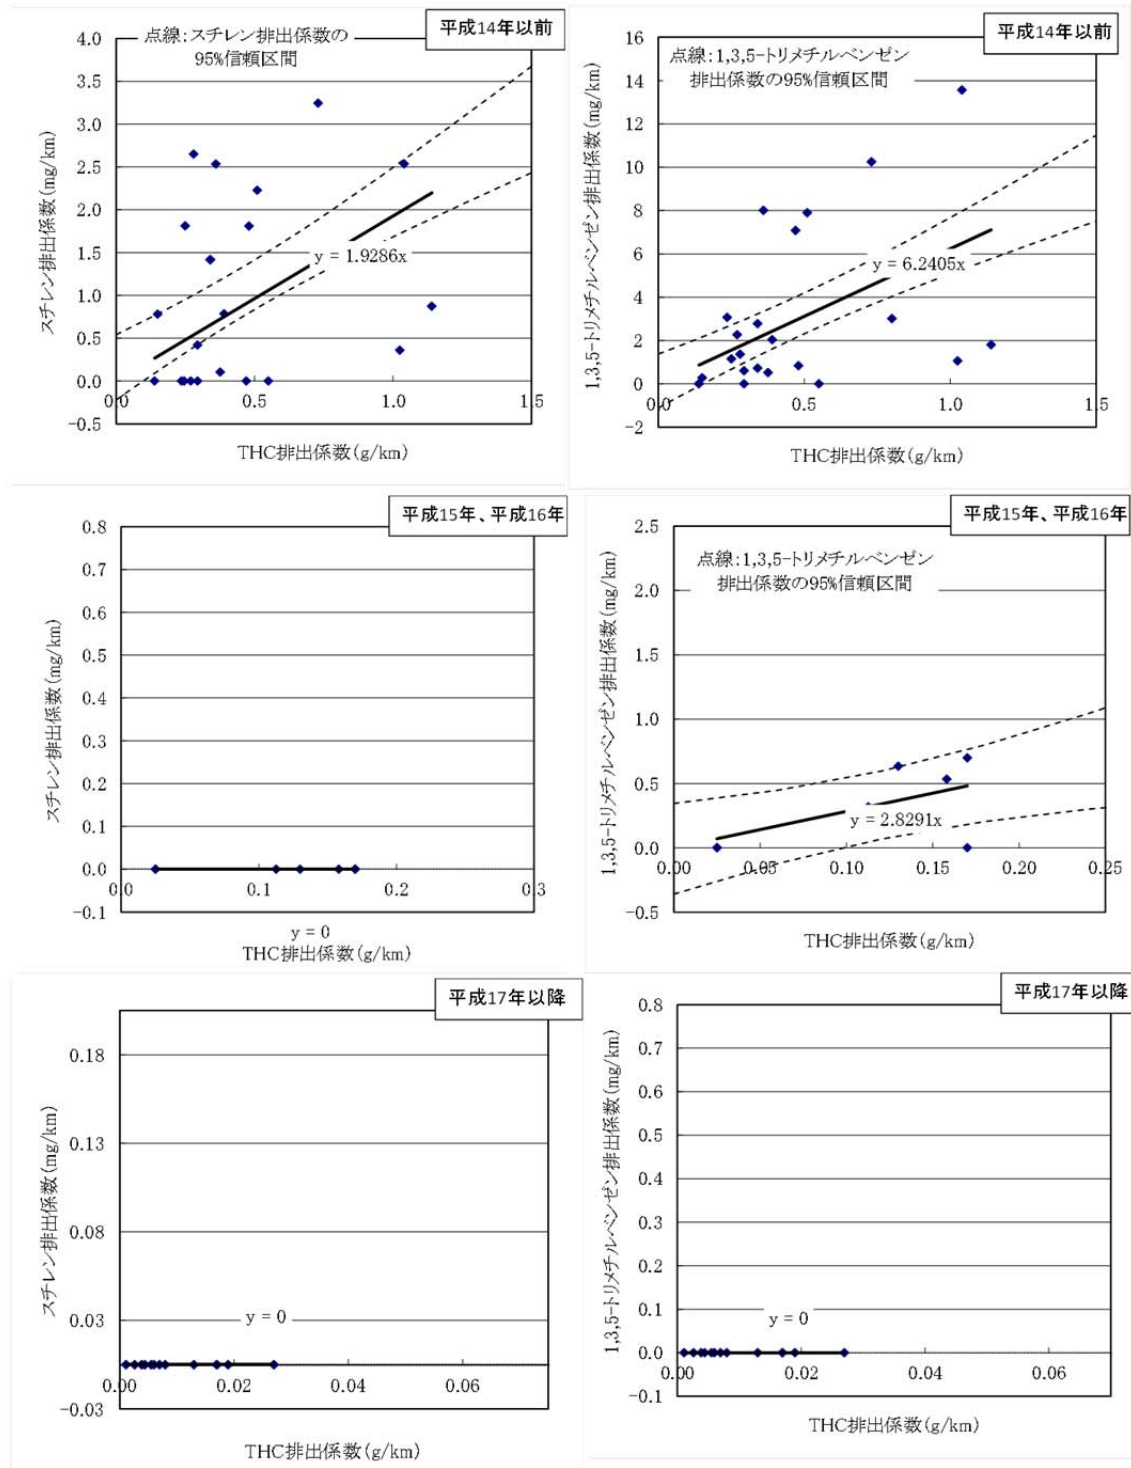 平成14年以前
点線:スチレン排出係数の
95%信頼区間
スチレン排出係数(mg/km)
4.0
3.5
3.0
2.5
2.0
1.5
1.0
0.5
0.0
-0.5
y = 1.9286x
0.0 0.5 1.0 1.5
THC排出係数(g/km)
平成14年以前
点線:1,3,5-トリメチルベンゼン
排出係数の95%信頼区間
1,3,5-トリメチルベンゼン排出係数(mg/km)
16
14
12
10
8
6
4
2
0
-2
y = 6.2405x
0.0 0.5 1.0 1.5
THC排出係数(g/km)
平成15年、平成16年
スチレン排出係数(mg/km)
0.8
0.7
0.6
0.5
0.4
0.3
0.2
0.1
0.0
-0.1
0.0 0.1 0.2 0.3
y = 0
THC排出係数(g/km)
平成15年、平成16年
点線:1,3,5-トリメチルベンゼン
排出係数の95%信頼区間
1,3,5-トリメチルベンゼン排出係数(mg/km)
2.5
2.0
1.5
1.0
0.5
0.0
-0.5
y = 2.8291x
0.00 0.05 0.10 0.15 0.20 0.25
THC排出係数(g/km)
平成17年以降
スチレン排出係数(mg/km)
0.18
0.13
0.08
0.03
-0.03
y = 0
0.00 0.02 0.04 0.06
THC排出係数(g/km)
平成17年以降
1,3,5-トリメチルベンゼン排出係数(mg/km)
0.8
0.7
0.6
0.5
0.4
0.3
0.2
0.1
0.0
-0.1
y = 0
0.00 0.02 0.04 0.06
THC排出係数(g/km)